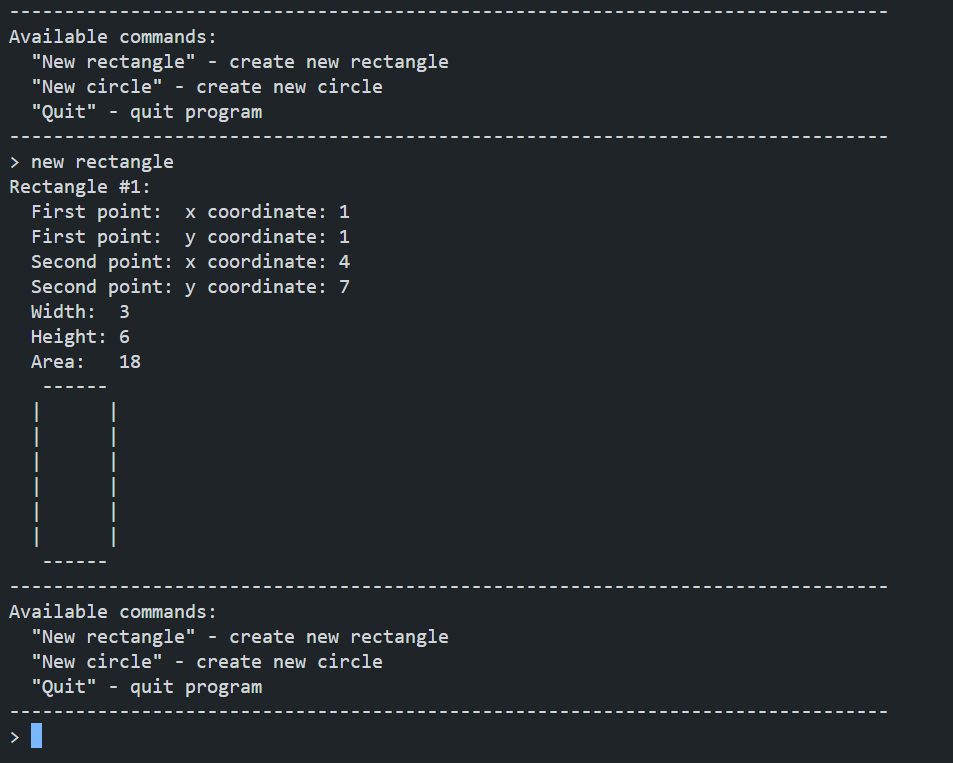 --------------------------------------------------------------------------------
Available commands:
  "New rectangle" - create new rectangle
  "New circle" - create new circle
  "Quit" - quit program
--------------------------------------------------------------------------------
> new rectangle
Rectangle #1:
  First point:  x coordinate: 1
  First point:  y coordinate: 1
  Second point: x coordinate: 4
  Second point: y coordinate: 7
  Width:  3
  Height: 6
  Area:   18
   ------
  |      |
  |      |
  |      |
  |      |
  |      |
  |      |
   ------
--------------------------------------------------------------------------------
Available commands:
  "New rectangle" - create new rectangle
  "New circle" - create new circle
  "Quit" - quit program
--------------------------------------------------------------------------------
>